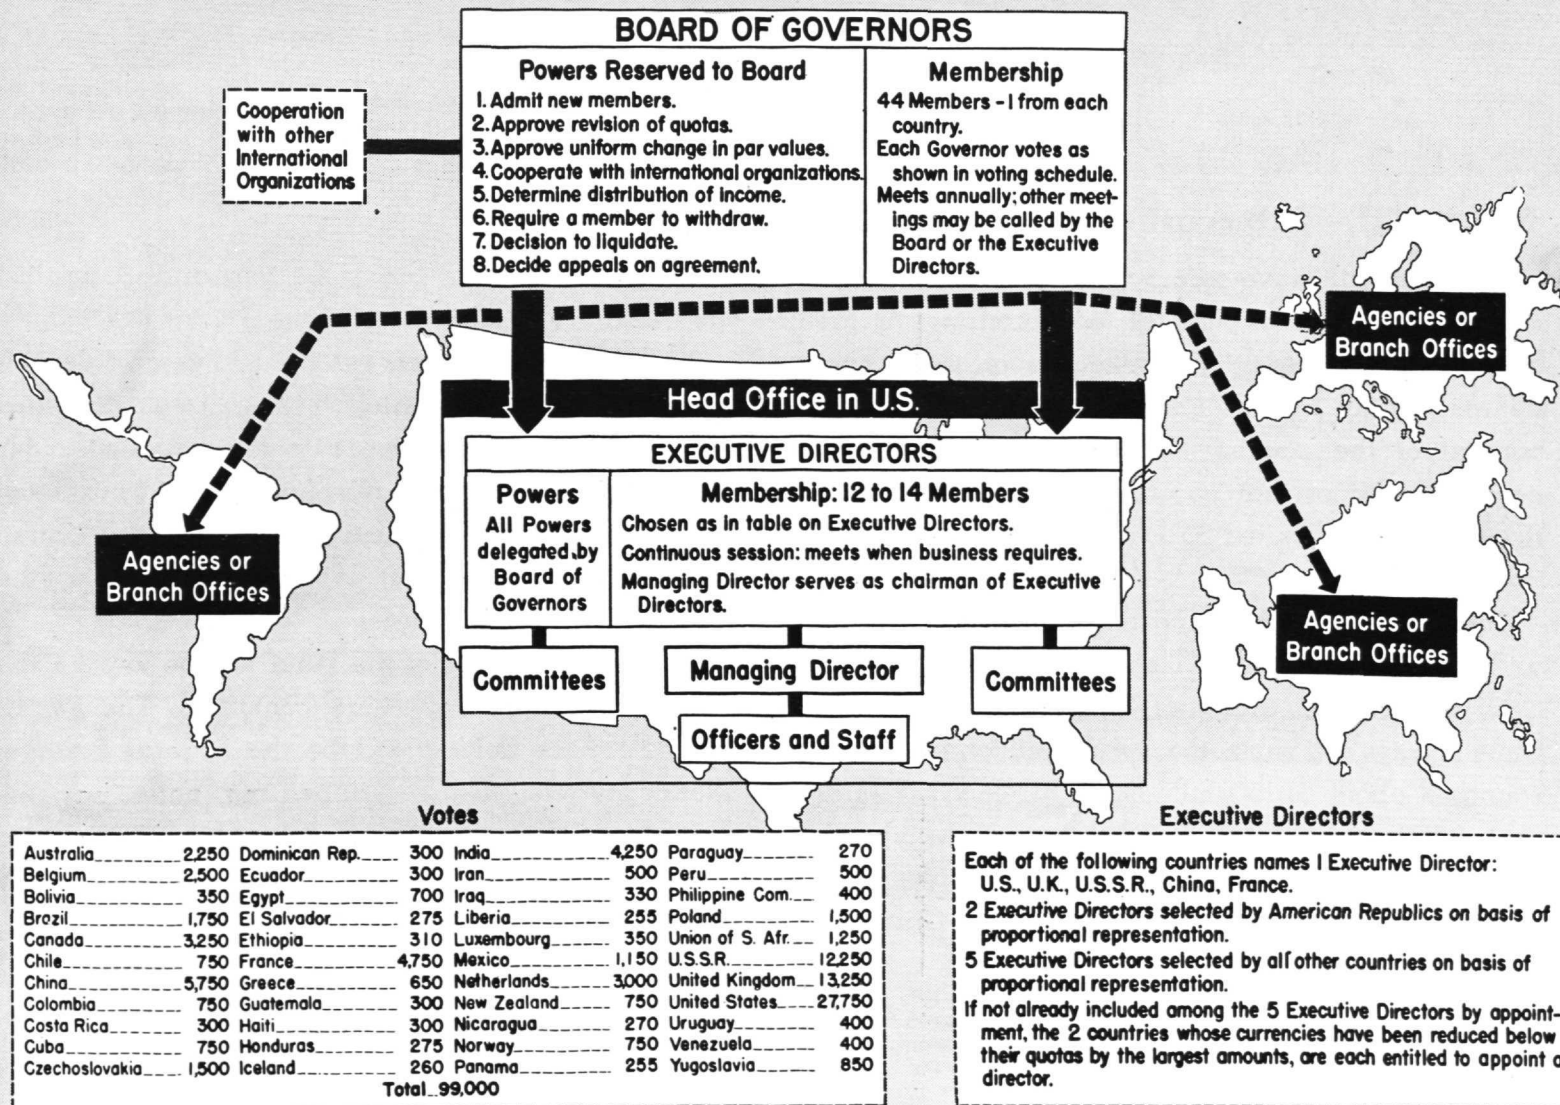 BOARD OF GOVERNORS
Powers Reserved to Board
1. Admit new members.
2. Approve revision of quotas.
3. Approve uniform change in par values.
4. Cooperate with international organizations.
5. Determine distribution of income.
6. Require a member to withdraw.
7. Decision to liquidate.
8. Decide appeals on agreement.
Membership
44 Members - 1 from each
country.
Each Governor votes as
shown in voting schedule.
Meets annually; other meet-
ings may be called by the
Board or the Executive
Directors.
Cooperation
with other
International
Organizations
Agencies or
Branch Offices
Head Office in U.S.
EXECUTIVE DIRECTORS
Powers
All Powers
delegated by
Board of
Governors
Membership: 12 to 14 Members
Chosen as in table on Executive Directors.
Continuous session: meets when business requires.
Managing Director serves as chairman of Executive
Directors.
Agencies or
Branch Offices
Agencies or
Branch Offices
Committees
Managing Director
Committees
Officers and Staff
Votes
Australia 2,250 Dominican Rep. 300 India 4,250 Paraguay 270
Belgium 2,500 Ecuador 300 Iran 500 Peru 500
Bolivia 350 Egypt 700 Iraq 330 Philippine Com. 400
Brazil 1,750 El Salvador 275 Liberia 255 Poland 1,500
Canada 3,250 Ethiopia 310 Luxembourg 350 Union of S. Afr. 1,250
Chile 750 France 4,750 Mexico 1,150 U.S.S.R. 12,250
China 5,750 Greece 650 Netherlands 3,000 United Kingdom 13,250
Colombia 750 Guatemala 300 New Zealand 750 United States 27,750
Costa Rica 300 Haiti 300 Nicaragua 270 Uruguay 400
Cuba 750 Honduras 275 Norway 750 Venezuela 400
Czechoslovakia 1,500 Iceland 260 Panama 255 Yugoslavia 850
Total 99,000
Executive Directors
Each of the following countries names 1 Executive Director:
U.S., U.K., U.S.S.R., China, France.
2 Executive Directors selected by American Republics on basis of
proportional representation.
5 Executive Directors selected by all other countries on basis of
proportional representation.
If not already included among the 5 Executive Directors by appoint-
ment, the 2 countries whose currencies have been reduced below
their quotas by the largest amounts, are each entitled to appoint a
director.